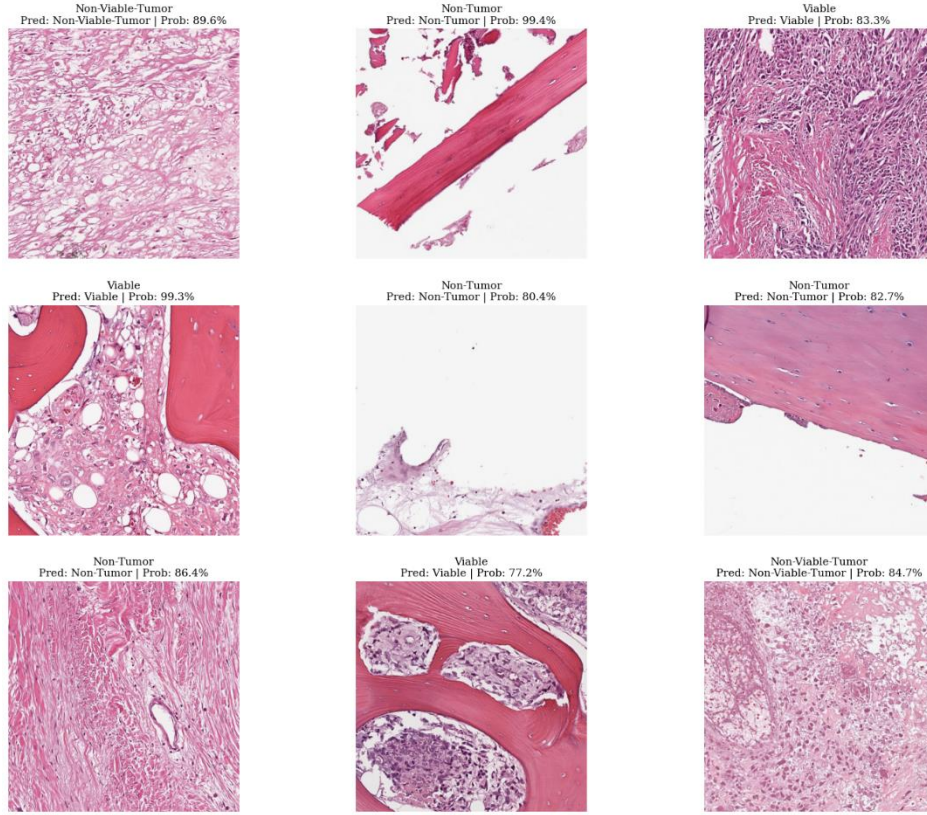 Non-Viable-Tumor
Pred: Non-Viable-Tumor | Prob: 89.6%
Non-Tumor
Pred: Non-Tumor | Prob: 99.4%
Viable
Pred: Viable | Prob: 83.3%
Viable
Pred: Viable | Prob: 99.3%
Non-Tumor
Pred: Non-Tumor | Prob: 80.4%
Non-Tumor
Pred: Non-Tumor | Prob: 82.7%
Non-Tumor
Pred: Non-Tumor | Prob: 86.4%
Viable
Pred: Viable | Prob: 77.2%
Non-Viable-Tumor
Pred: Non-Viable-Tumor | Prob: 84.7%